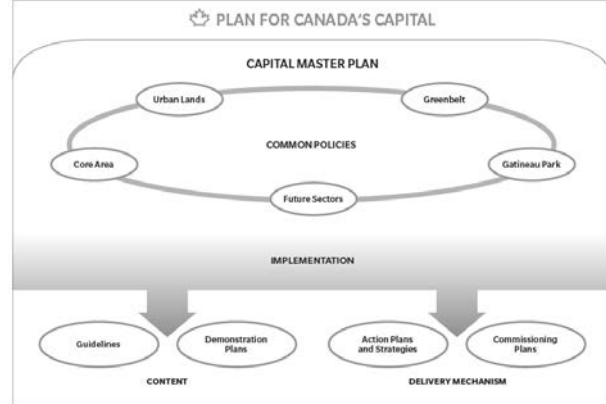 PLAN FOR CANADA'S CAPITAL
CAPITAL MASTER PLAN
Urban Lands
Greenbelt
COMMON POLICIES
Core Area
Gatineau Park
Future Sectors
IMPLEMENTATION
Guidelines
Demonstration
Plans
Action Plans
and Strategies
Commissioning
Plans
CONTENT
DELIVERY MECHANISM